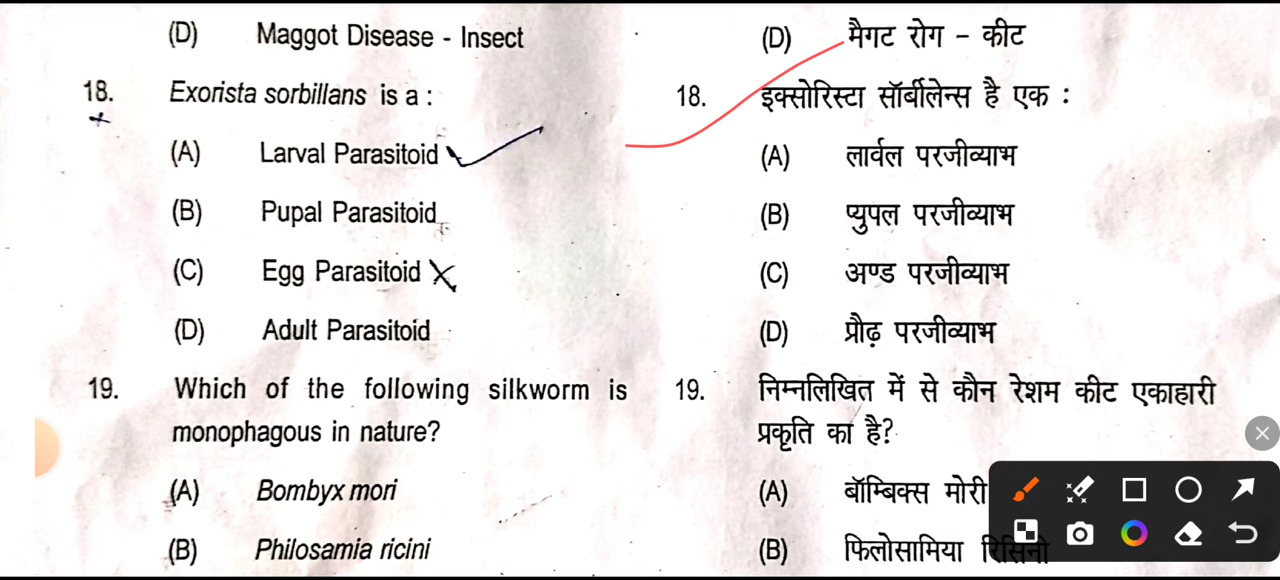 (D) Maggot Disease - Insect
18. Exorista sorbillans is a :
(A) Larval Parasitoid
(B) Pupal Parasitoid
(C) Egg Parasitoid
(D) Adult Parasitoid
19. Which of the following silkworm is
monophagous in nature?
(A) Bombyx mori
(B) Philosamia ricini
(D) मैगट रोग – कीट
18. इक्सोरिस्टा सॉर्बीलेन्स है एक :
(A) लार्वल परजीव्याभ
(B) प्युपल परजीव्याभ
(C) अण्ड परजीव्याभ
(D) प्रौढ़ परजीव्याभ
19. निम्नलिखित में से कौन रेशम कीट एकाहारी
प्रकृति का है?
(A) बॉम्बिक्स मोरी
(B) फिलोसामिया रिसिनी